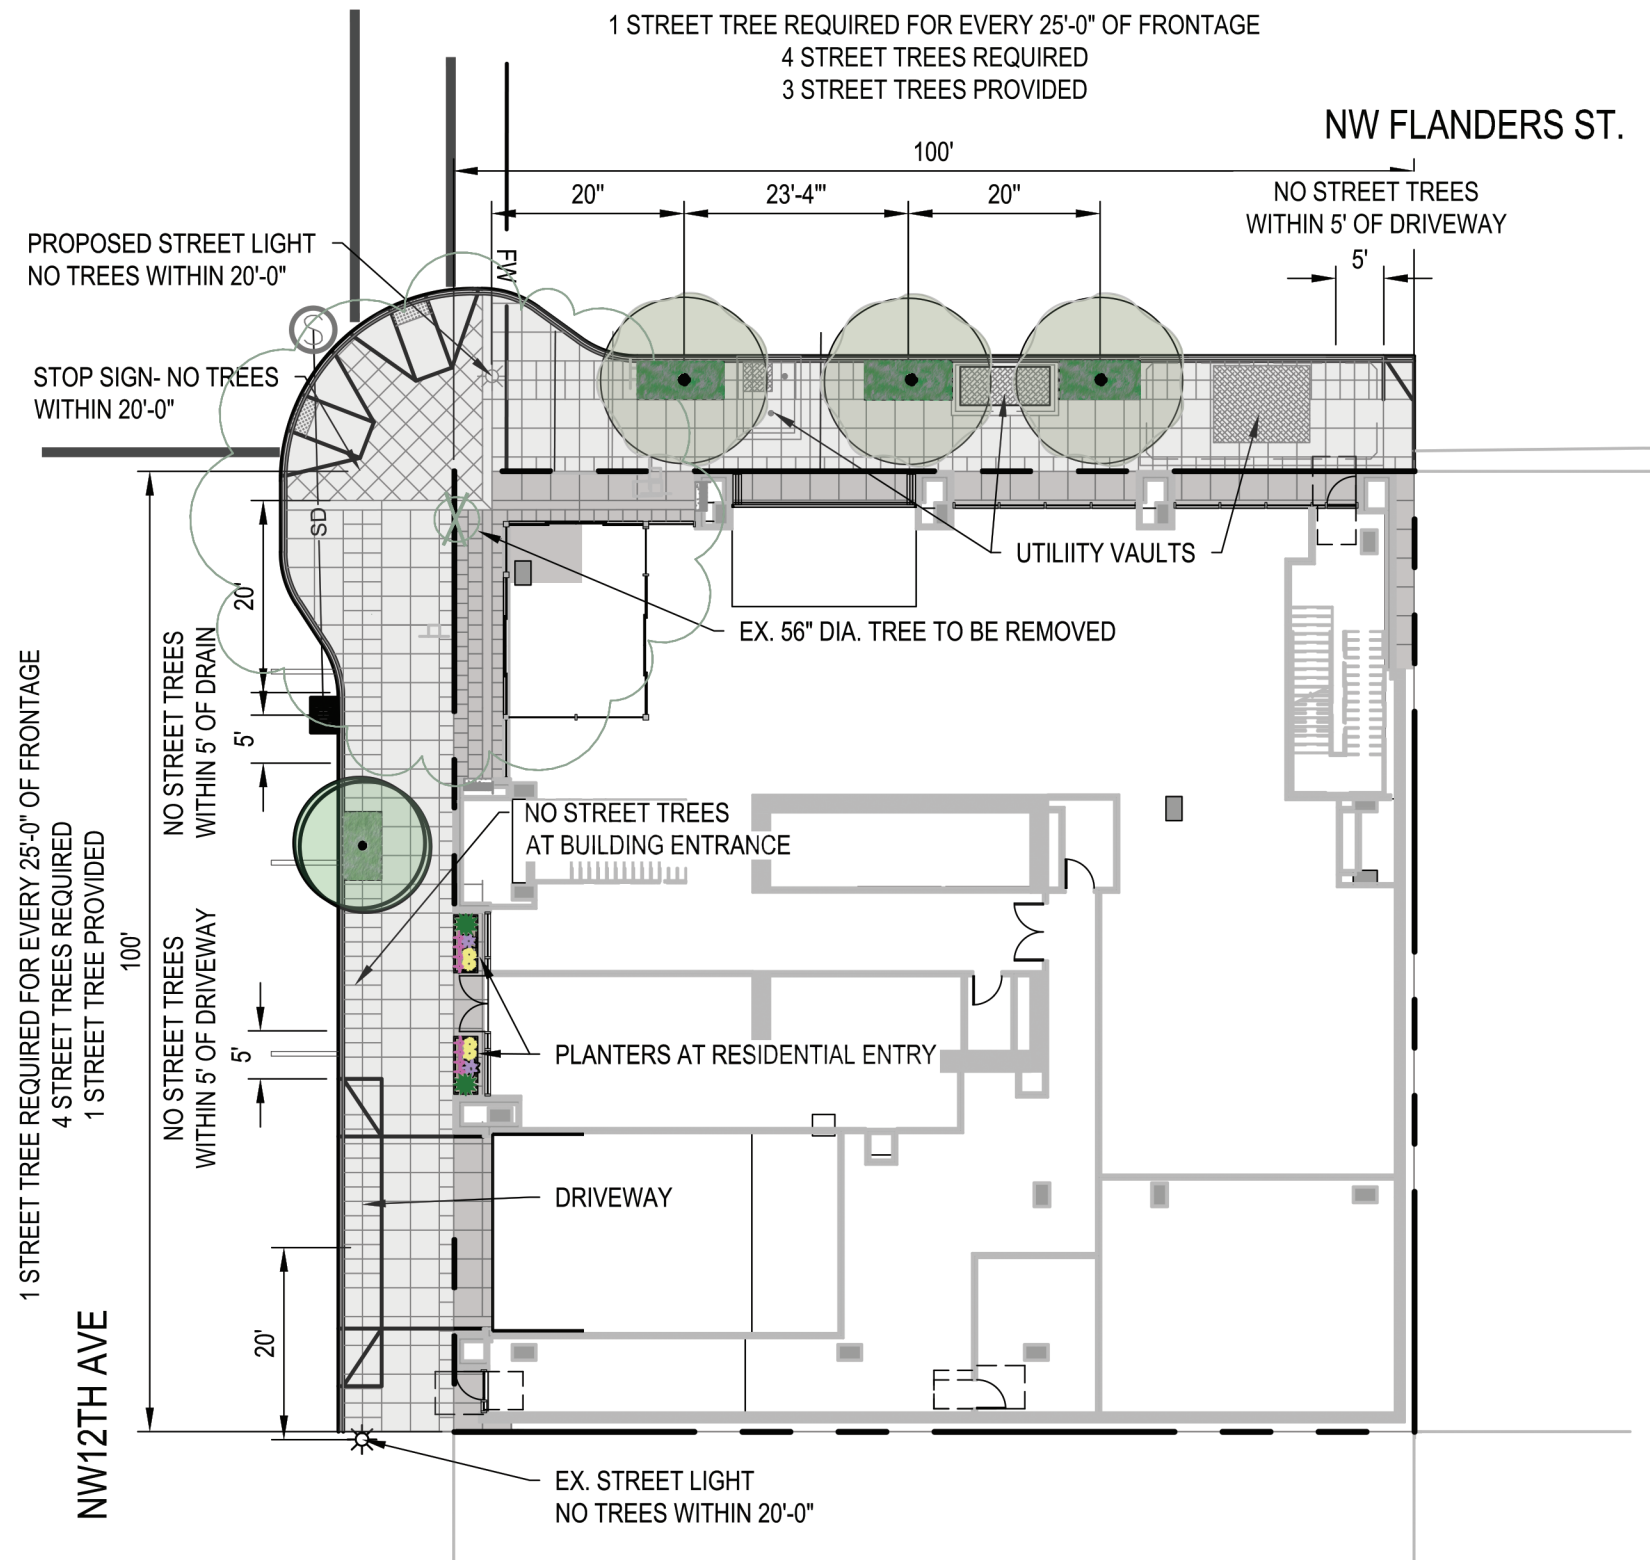 1 STREET TREE REQUIRED FOR EVERY 25'-0" OF FRONTAGE
4 STREET TREES REQUIRED
3 STREET TREES PROVIDED
NW FLANDERS ST.
100'
20"
23'-4'"
20"
NO STREET TREES
WITHIN 5' OF DRIVEWAY
5'
PROPOSED STREET LIGHT
NO TREES WITHIN 20'-0"
FW
STOP SIGN- NO TREES
WITHIN 20'-0"
SD
UTILIITY VAULTS
EX. 56" DIA. TREE TO BE REMOVED
20'
NO STREET TREES
WITHIN 5' OF DRAIN
5'
1 STREET TREE REQUIRED FOR EVERY 25'-0" OF FRONTAGE
4 STREET TREES REQUIRED
1 STREET TREE PROVIDED
100'
NO STREET TREES
AT BUILDING ENTRANCE
NO STREET TREES
WITHIN 5' OF DRIVEWAY
5'
PLANTERS AT RESIDENTIAL ENTRY
DRIVEWAY
20'
NW12TH AVE
EX. STREET LIGHT
NO TREES WITHIN 20'-0"